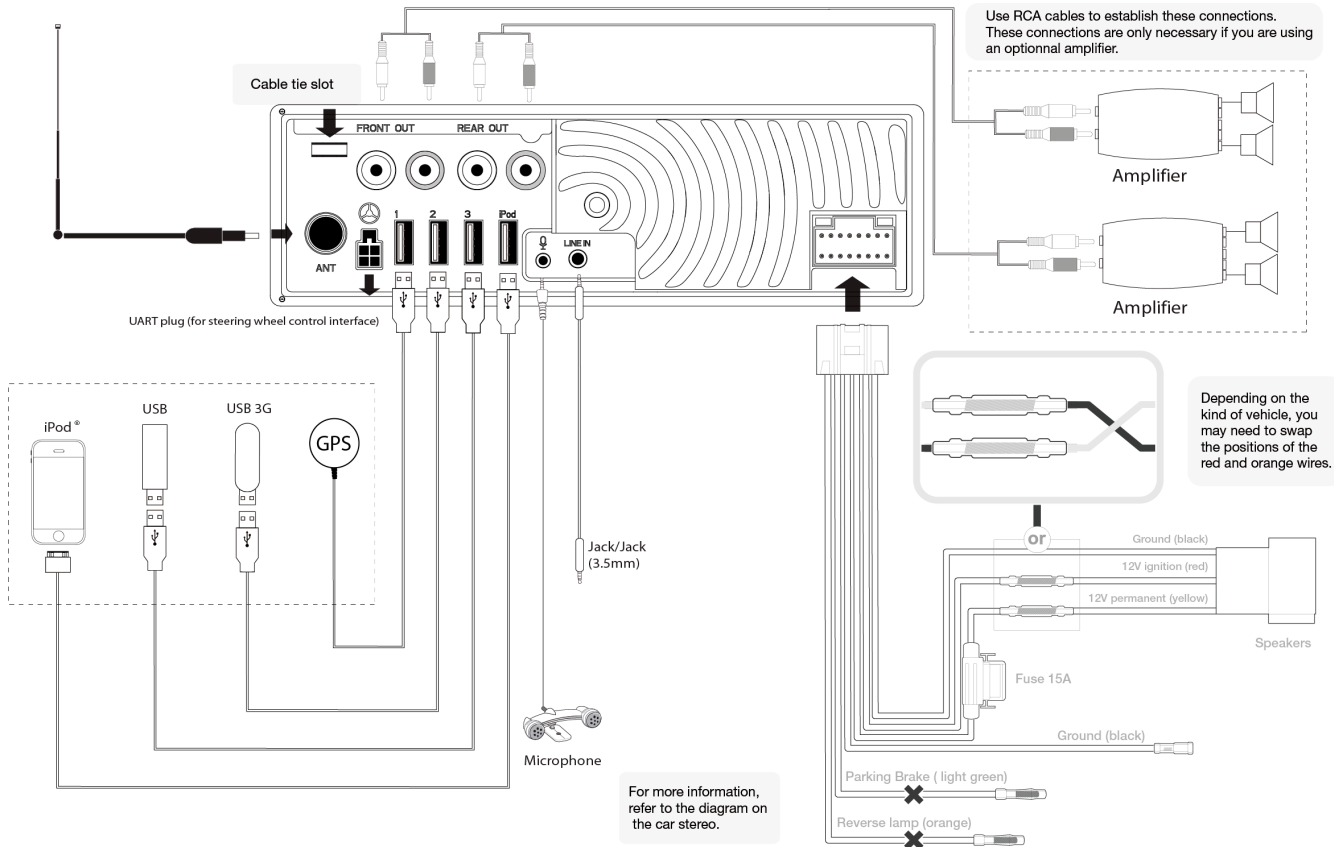 Use RCA cables to establish these connections.
These connections are only necessary if you are using
an optionnal amplifier.
Cable tie slot
FRONT OUT
REAR OUT
Amplifier
1
2
3
iPod
LINE IN
ANT
Amplifier
UART plug (for steering wheel control interface)
iPod ®
USB
USB 3G
GPS
Depending on the
kind of vehicle, you
may need to swap
the positions of the
red and orange wires.
Jack/Jack
(3.5mm)
or
Ground (black)
12V ignition (red)
12V permanent (yellow)
Speakers
Fuse 15A
Ground (black)
Microphone
For more information,
refer to the diagram on
the car stereo.
Parking Brake ( light green)
Reverse lamp (orange)